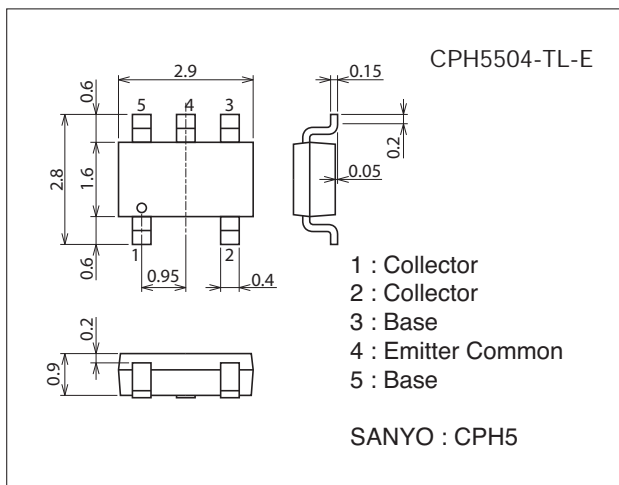 CPH5504-TL-E
2.9
0.15
0.6
5
4
3
0.2
2.8
1.6
0.05
0.6
1
2
0.95
0.4
1 : Collector
2 : Collector
3 : Base
4 : Emitter Common
5 : Base
0.2
0.9
SANYO : CPH5